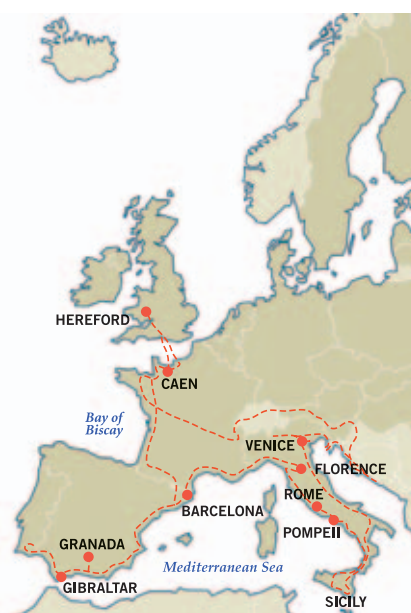 HEREFORD
CAEN
Bay of
Biscay
VENICE
FLORENCE
ROME
BARCELONA
POMPEII
GRANADA
Mediterranean Sea
GIBRALTAR
SICILY